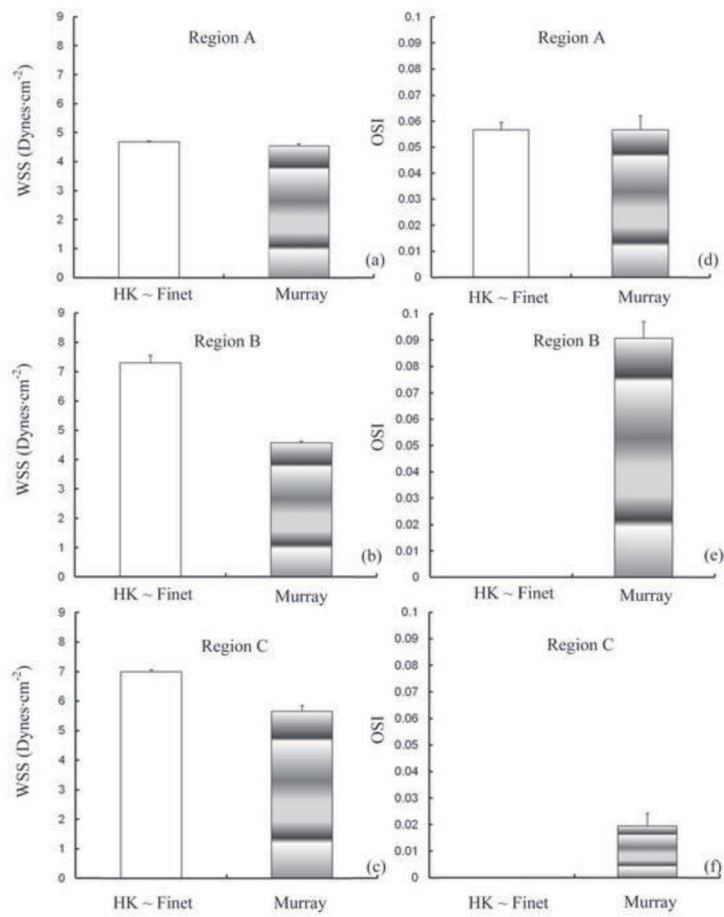 Region A
WSS (Dynes·cm-2)
9
8
7
6
5
4
3
2
1
0
(a)
HK ~ Finet Murray
Region A
OSI
0.1
0.09
0.08
0.07
0.06
0.05
0.04
0.03
0.02
0.01
0
(d)
HK ~ Finet Murray
Region B
WSS (Dynes·cm-2)
9
8
7
6
5
4
3
2
1
0
(b)
HK ~ Finet Murray
Region B
OSI
0.1
0.09
0.08
0.07
0.06
0.05
0.04
0.03
0.02
0.01
0
(e)
HK ~ Finet Murray
Region C
WSS (Dynes·cm-2)
9
8
7
6
5
4
3
2
1
0
(c)
HK ~ Finet Murray
Region C
OSI
0.1
0.09
0.08
0.07
0.06
0.05
0.04
0.03
0.02
0.01
0
(f)
HK ~ Finet Murray